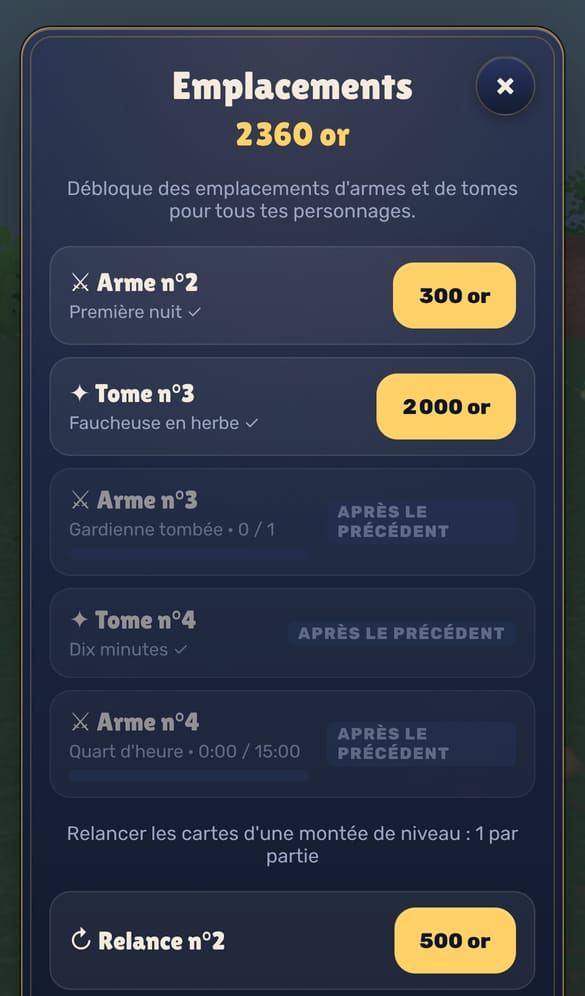 Emplacements
2 360 or
Débloque des emplacements d'armes et de tomes
pour tous tes personnages.
⚔ Arme n°2
Première nuit ✓
300 or
✦ Tome n°3
Faucheuse en herbe ✓
2 000 or
⚔ Arme n°3
Gardienne tombée • 0 / 1
APRÈS LE
PRÉCÉDENT
✦ Tome n°4
Dix minutes ✓
APRÈS LE PRÉCÉDENT
⚔ Arme n°4
Quart d'heure • 0:00 / 15:00
APRÈS LE
PRÉCÉDENT
Relancer les cartes d'une montée de niveau : 1 par
partie
↻ Relance n°2
500 or